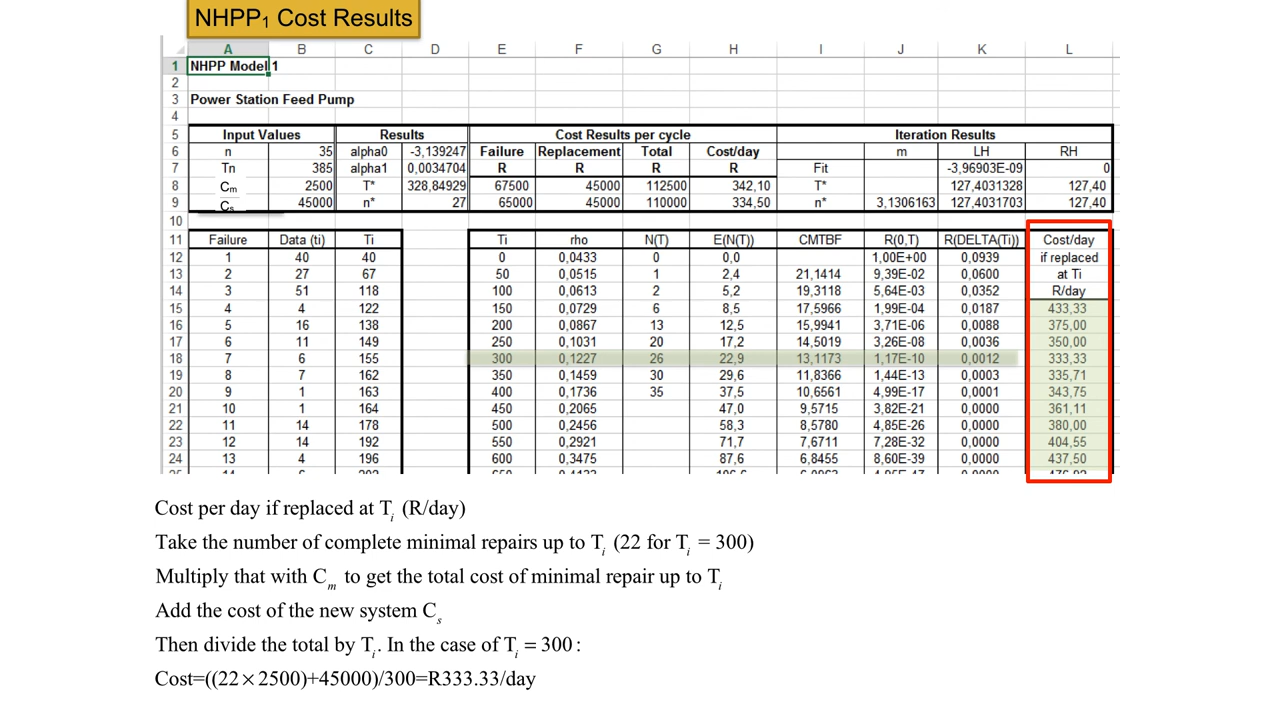 NHPP₁ Cost Results
A B C D E F G H I J K L
1 NHPP Model 1
2
3 Power Station Feed Pump
4
5 Input Values Results Cost Results per cycle Iteration Results
6 n 35 alpha0 -3,139247 Failure Replacement Total Cost/day m LH RH
7 Tn 385 alpha1 0,0034704 R R R R Fit -3,96903E-09 0
8 Cm 2500 T* 328,84929 67500 45000 112500 342,10 T* 127,4031328 127,40
9 Cs 45000 n* 27 65000 45000 110000 334,50 n* 3,1306163 127,4031703 127,40
10
11 Failure Data (ti) Ti Ti rho N(T) E(N(T)) CMTBF R(0,T) R(DELTA(Ti)) Cost/day
12 1 40 40 0 0,0433 0 0,0 1,00E+00 0,0939 if replaced
13 2 27 67 50 0,0515 1 2,4 21,1414 9,39E-02 0,0600 at Ti
14 3 51 118 100 0,0613 2 5,2 19,3118 5,64E-03 0,0352 R/day
15 4 4 122 150 0,0729 6 8,5 17,5966 1,99E-04 0,0187 433,33
16 5 16 138 200 0,0867 13 12,5 15,9941 3,71E-06 0,0088 375,00
17 6 11 149 250 0,1031 20 17,2 14,5019 3,26E-08 0,0036 350,00
18 7 6 155 300 0,1227 26 22,9 13,1173 1,17E-10 0,0012 333,33
19 8 7 162 350 0,1459 30 29,6 11,8366 1,44E-13 0,0003 335,71
20 9 1 163 400 0,1736 35 37,5 10,6561 4,99E-17 0,0001 343,75
21 10 1 164 450 0,2065 47,0 9,5715 3,82E-21 0,0000 361,11
22 11 14 178 500 0,2456 58,3 8,5780 4,85E-26 0,0000 380,00
23 12 14 192 550 0,2921 71,7 7,6711 7,28E-32 0,0000 404,55
24 13 4 196 600 0,3475 87,6 6,8455 8,60E-39 0,0000 437,50
Cost per day if replaced at Ti (R/day)
Take the number of complete minimal repairs up to Ti (22 for Ti = 300)
Multiply that with Cm to get the total cost of minimal repair up to Ti
Add the cost of the new system Cs
Then divide the total by Ti. In the case of Ti = 300:
Cost=((22×2500)+45000)/300=R333.33/day